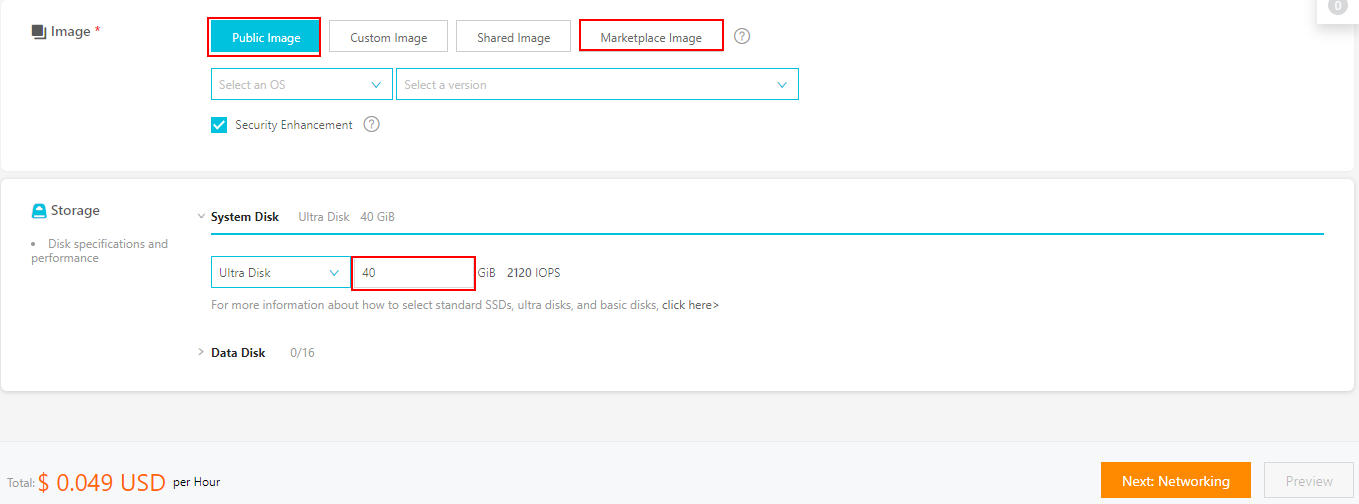 0
Image *
Public Image
Custom Image
Shared Image
Marketplace Image
?
Select an OS
Select a version
Security Enhancement
?
Storage
• Disk specifications and performance
System Disk Ultra Disk 40 GiB
Ultra Disk
40
GiB 2120 IOPS
For more information about how to select standard SSDs, ultra disks, and basic disks, click here>
Data Disk 0/16
Total: $ 0.049 USD per Hour
Next: Networking
Preview